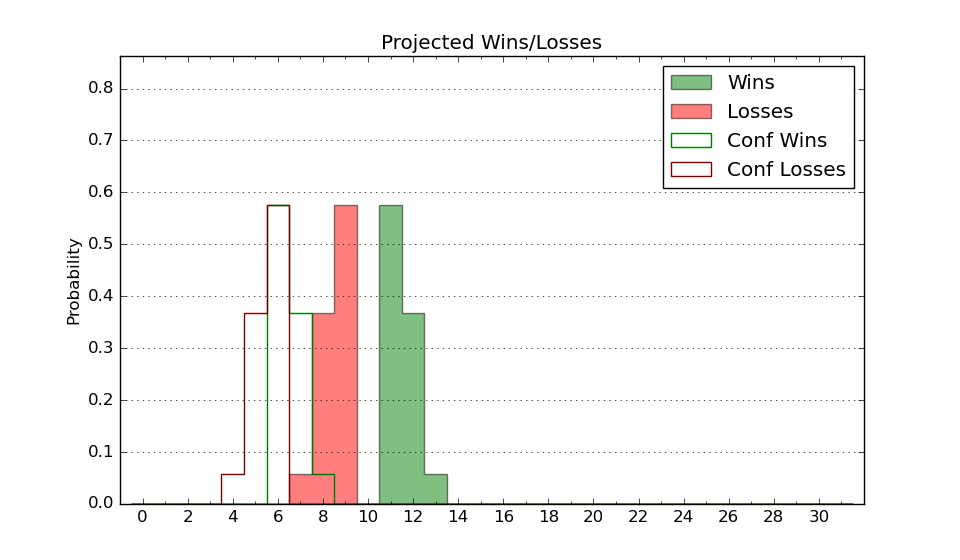 Projected Wins/Losses
Wins
Losses
Conf Wins
Conf Losses
Probability
0.8
0.7
0.6
0.5
0.4
0.3
0.2
0.1
0.0
0 2 4 6 8 10 12 14 16 18 20 22 24 26 28 30